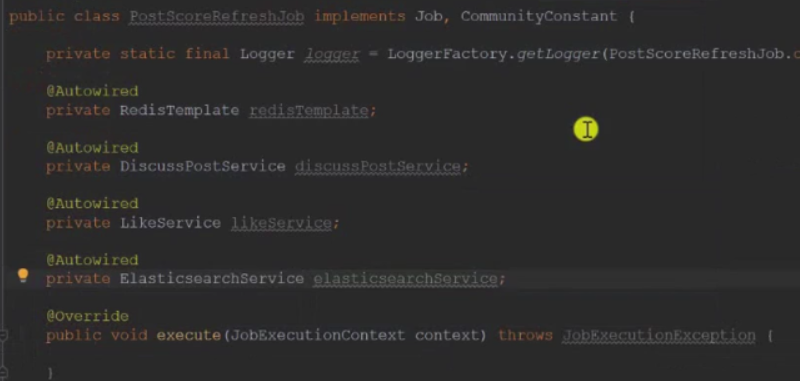 public class PostScoreRefreshJob implements Job, CommunityConstant {
private static final Logger logger = LoggerFactory.getLogger(PostScoreRefreshJob.c
@Autowired
private RedisTemplate redisTemplate;
@Autowired
private DiscussPostService discussPostService;
@Autowired
private LikeService likeService;
@Autowired
private ElasticsearchService elasticsearchService;
@Override
public void execute(JobExecutionContext context) throws JobExecutionException {
}